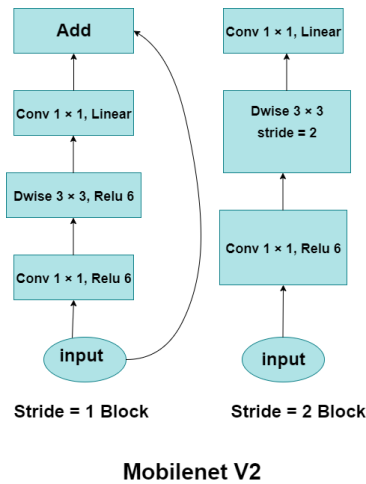 Add
Conv 1 × 1, Linear
Dwise 3 × 3, Relu 6
Conv 1 × 1, Relu 6
input
Stride = 1 Block
Conv 1 × 1, Linear
Dwise 3 × 3
stride = 2
Conv 1 × 1, Relu 6
input
Stride = 2 Block
Mobilenet V2